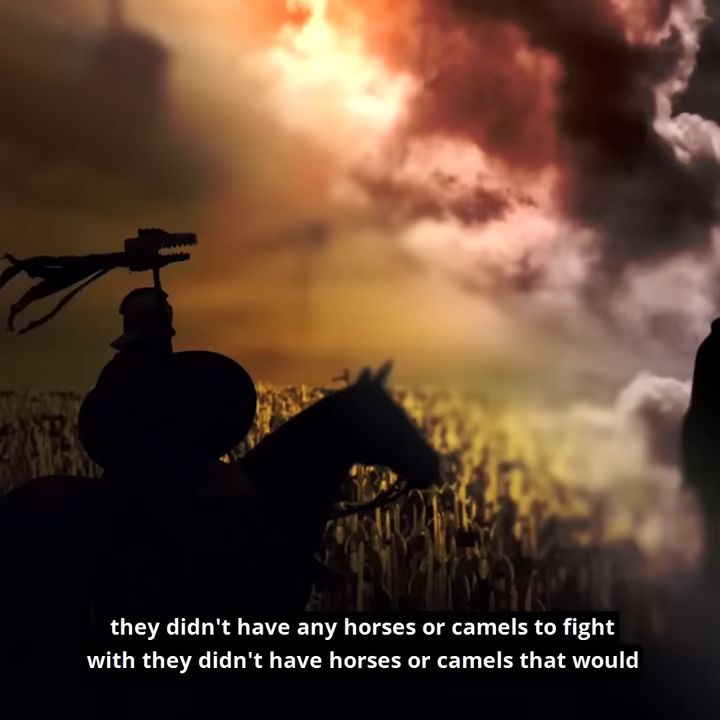 they didn't have any horses or camels to fight
with they didn't have horses or camels that would